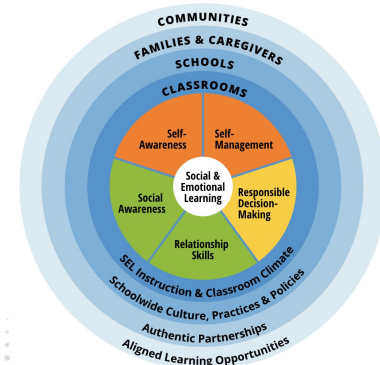 COMMUNITIES
FAMILIES & CAREGIVERS
SCHOOLS
CLASSROOMS
Self-
Awareness
Self-
Management
Social &
Emotional
Learning
Social
Awareness
Responsible
Decision-
Making
Relationship
Skills
SEL Instruction & Classroom Climate
Schoolwide Culture, Practices & Policies
Authentic Partnerships
Aligned Learning Opportunities